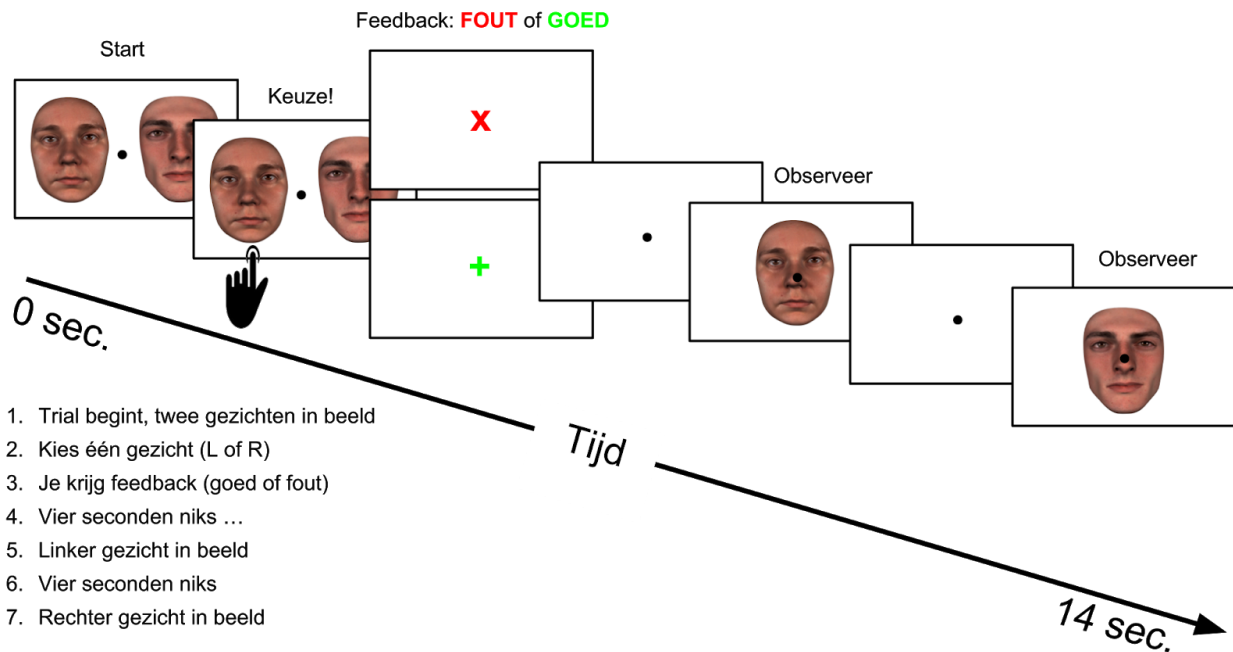 Feedback: FOUT of GOED
Start
Keuze!
X
+
Observeer
Observeer
0 sec.
Tijd
14 sec.
1. Trial begint, twee gezichten in beeld
2. Kies één gezicht (L of R)
3. Je krijg feedback (goed of fout)
4. Vier seconden niks …
5. Linker gezicht in beeld
6. Vier seconden niks
7. Rechter gezicht in beeld